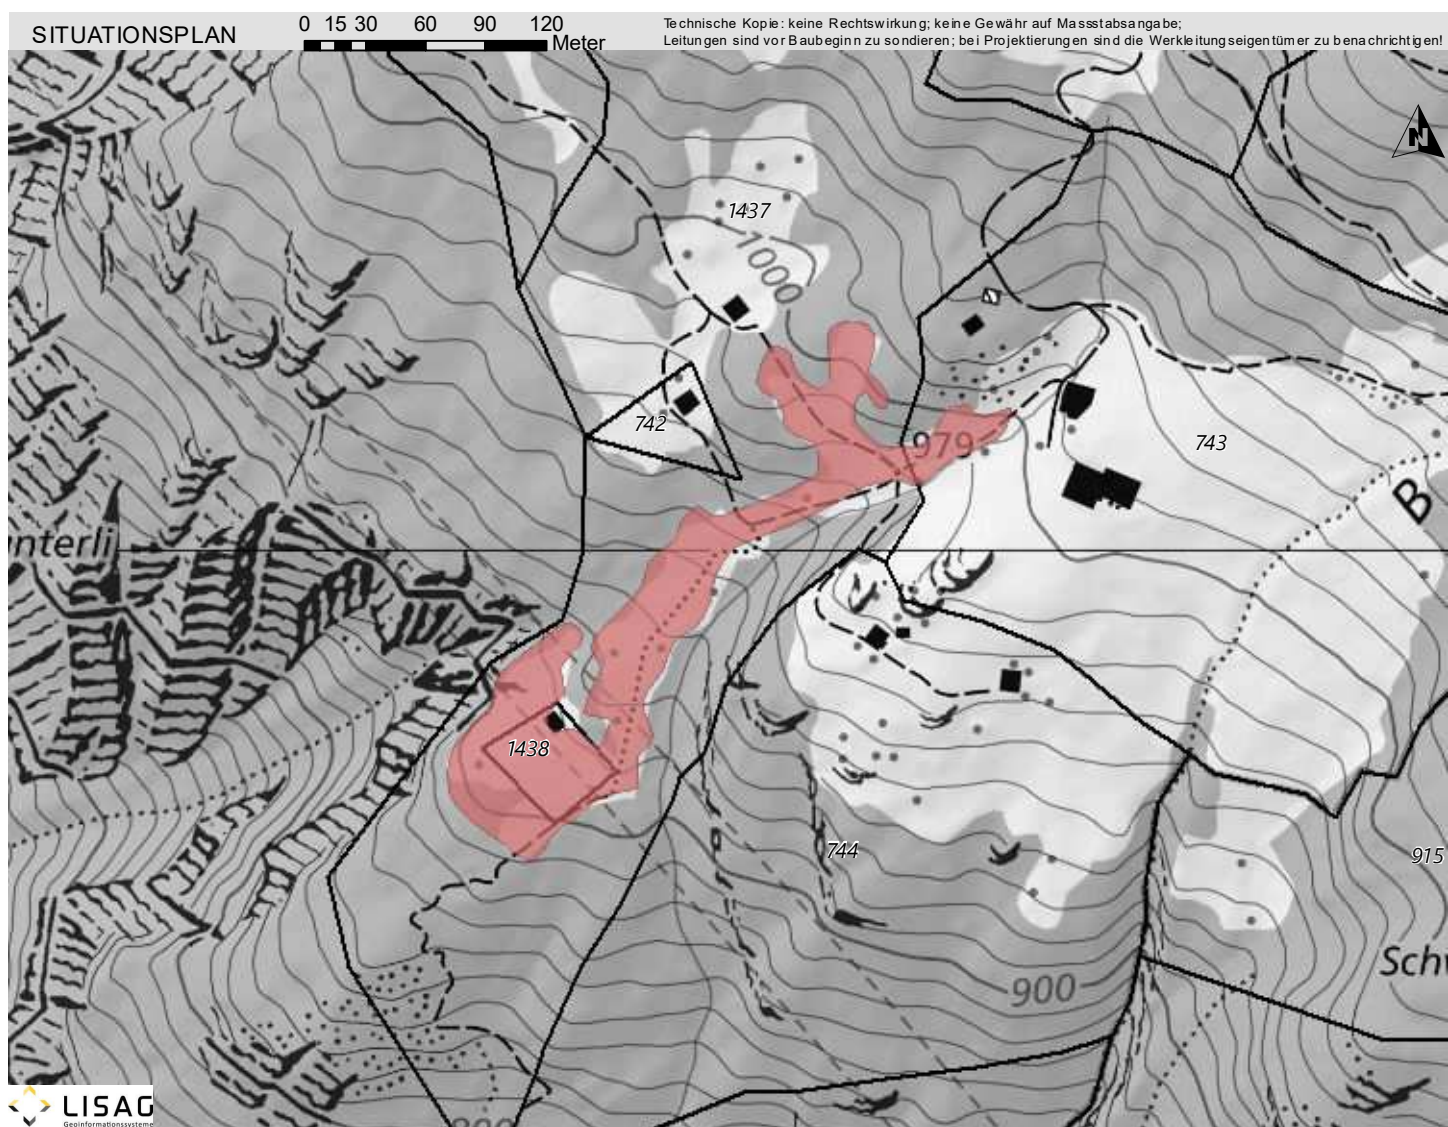 SITUATIONSPLAN
0 15 30 60 90 120
Meter
Technische Kopie: keine Rechtswirkung; keine Gewähr auf Massstabsangabe;
Leitungen sind vor Baubeginn zu sondieren; bei Projektierungen sind die Werkleitungseigentümer zu benachrichtigen!
N
1437
1000
742
979
743
B
nterli
1438
744
915
Schw
900
LISAG
Geoinformationssysteme